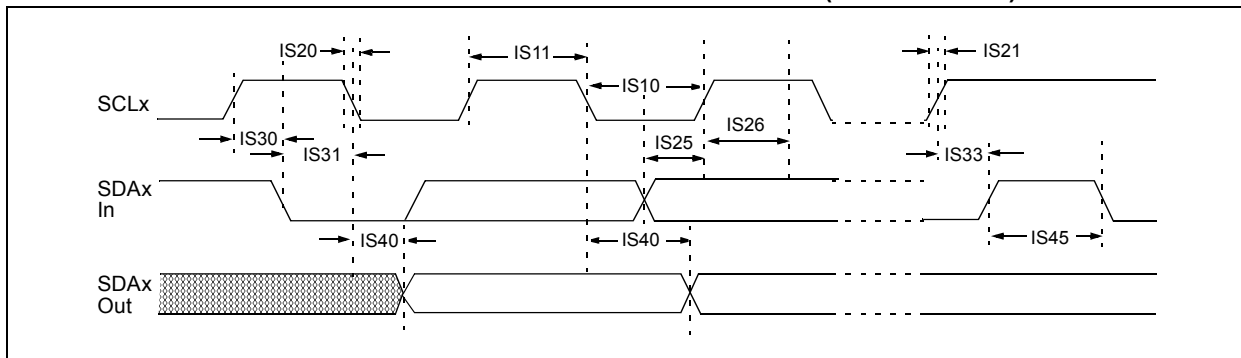 IS20
IS11
IS21
IS10
SCLx
IS30
IS26
IS31
IS25
IS33
SDAx
In
IS40
IS40
IS45
SDAx
Out